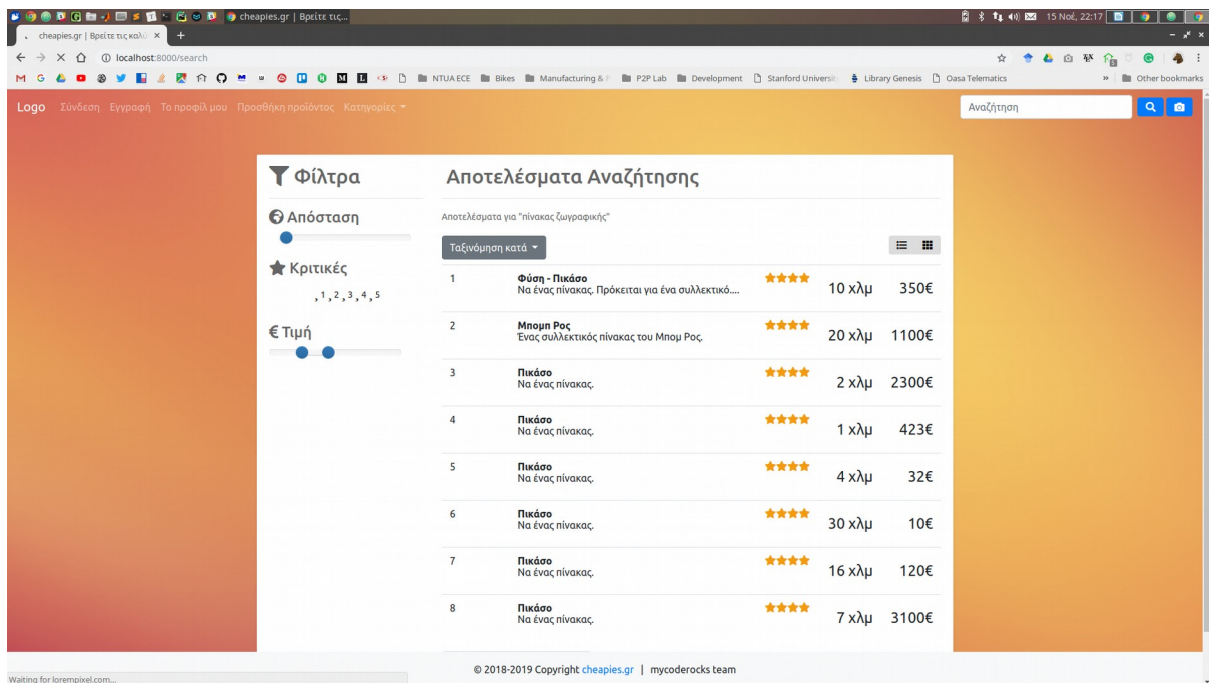 cheapies.gr | Βρείτε τις...
15 Νοέ, 22:17
cheapies.gr | Βρείτε τις καλύ
localhost:8000/search
NTUA ECE Bikes Manufacturing & P2P Lab Development Stanford Universi Library Genesis Oasa Telematics » Other bookmarks
Logo Σύνδεση Εγγραφή Το προφίλ μου Προσθήκη προϊόντος Κατηγορίες
Αναζήτηση
Φίλτρα
Απόσταση
Κριτικές
,1,2,3,4,5
€ Τιμή
Αποτελέσματα Αναζήτησης
Αποτελέσματα για "πίνακας ζωγραφικής"
Ταξινόμηση κατά
1 Φύση - Πικάσο 10 χλμ 350€
Να ένας πίνακας. Πρόκειται για ένα συλλεκτικό....
2 Μπομπ Ρος 20 χλμ 1100€
Ένας συλλεκτικός πίνακας του Μπομ Ρος.
3 Πικάσο 2 χλμ 2300€
Να ένας πίνακας.
4 Πικάσο 1 χλμ 423€
Να ένας πίνακας.
5 Πικάσο 4 χλμ 32€
Να ένας πίνακας.
6 Πικάσο 30 χλμ 10€
Να ένας πίνακας.
7 Πικάσο 16 χλμ 120€
Να ένας πίνακας.
8 Πικάσο 7 χλμ 3100€
Να ένας πίνακας.
© 2018-2019 Copyright cheapies.gr | mycoderocks team
Waiting for lorempixel.com...